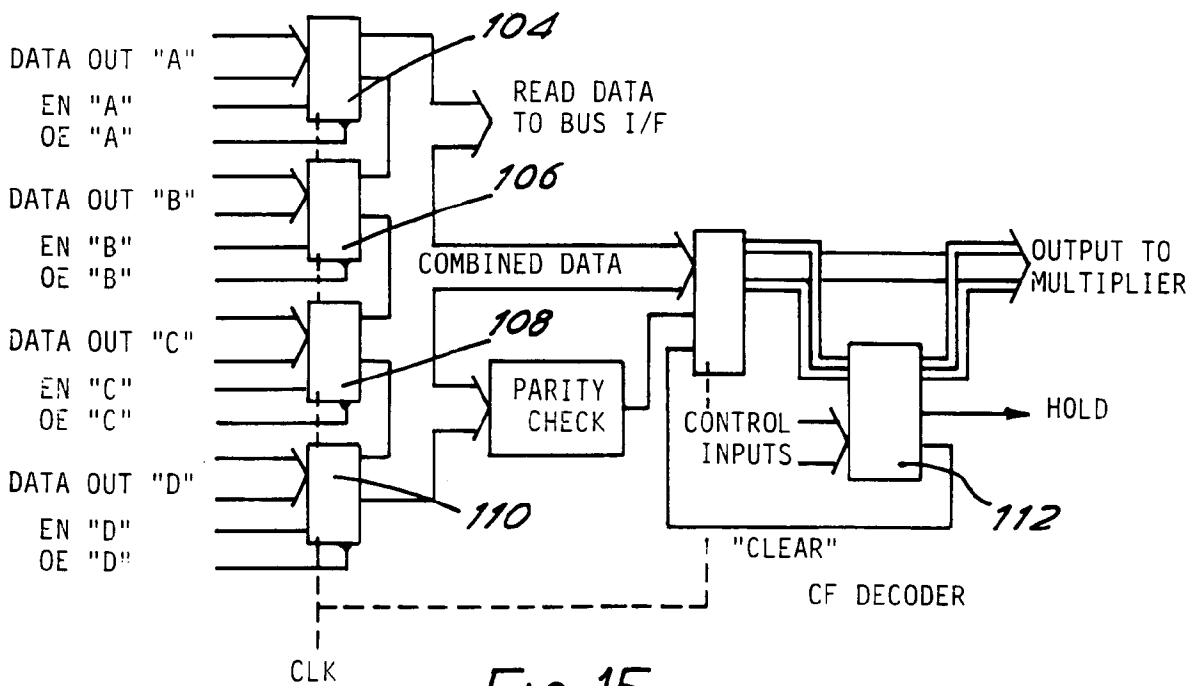 DATA OUT "A"
EN "A"
OE "A"
104
READ DATA
TO BUS I/F
DATA OUT "B"
EN "B"
OE "B"
106
COMBINED DATA
OUTPUT TO
MULTIPLIER
DATA OUT "C"
EN "C"
OE "C"
108
PARITY
CHECK
CONTROL
INPUTS
HOLD
DATA OUT "D"
EN "D"
OE "D"
110
112
"CLEAR"
CF DECODER
CLK
FIG. 15